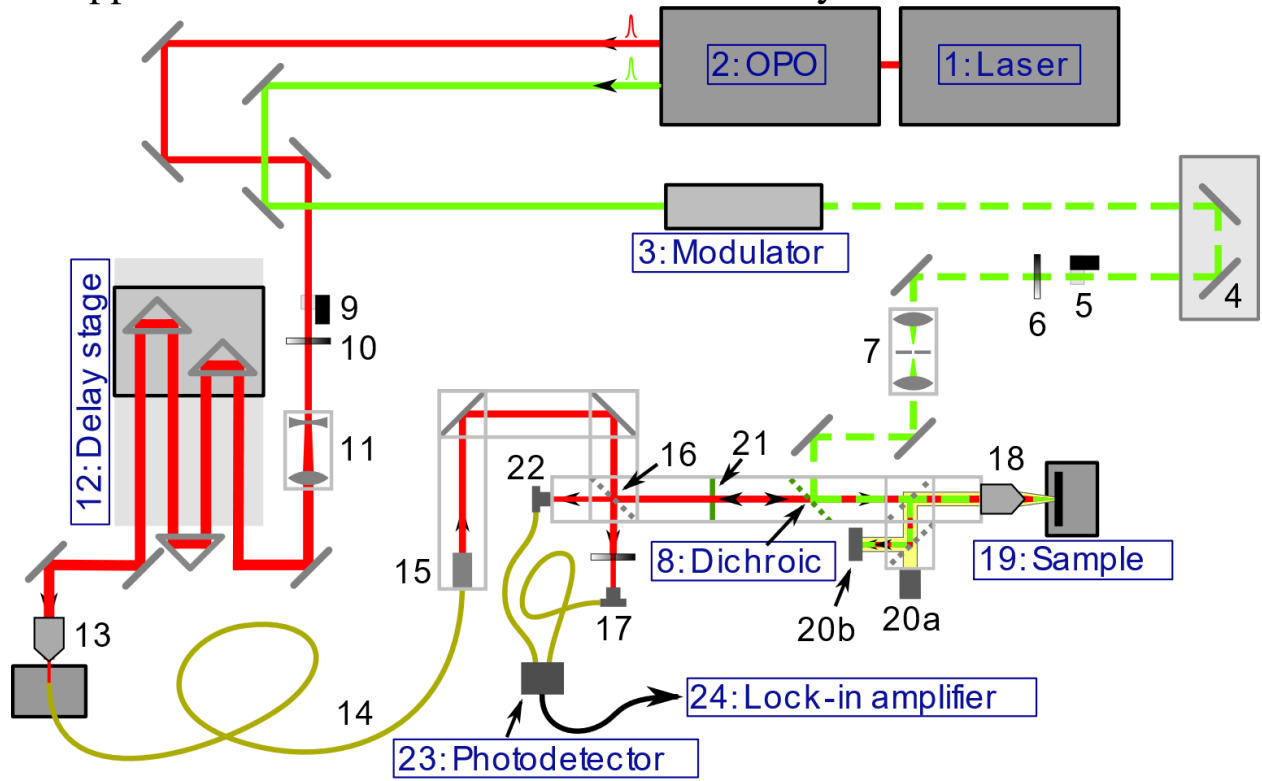 2:OPO
1:Laser
3:Modulator
4
5
6
7
9
10
11
12:Delay stage
13
14
15
16
21
22
18
8:Dichroic
19:Sample
17
20b
20a
23:Photodetector
24:Lock-in amplifier